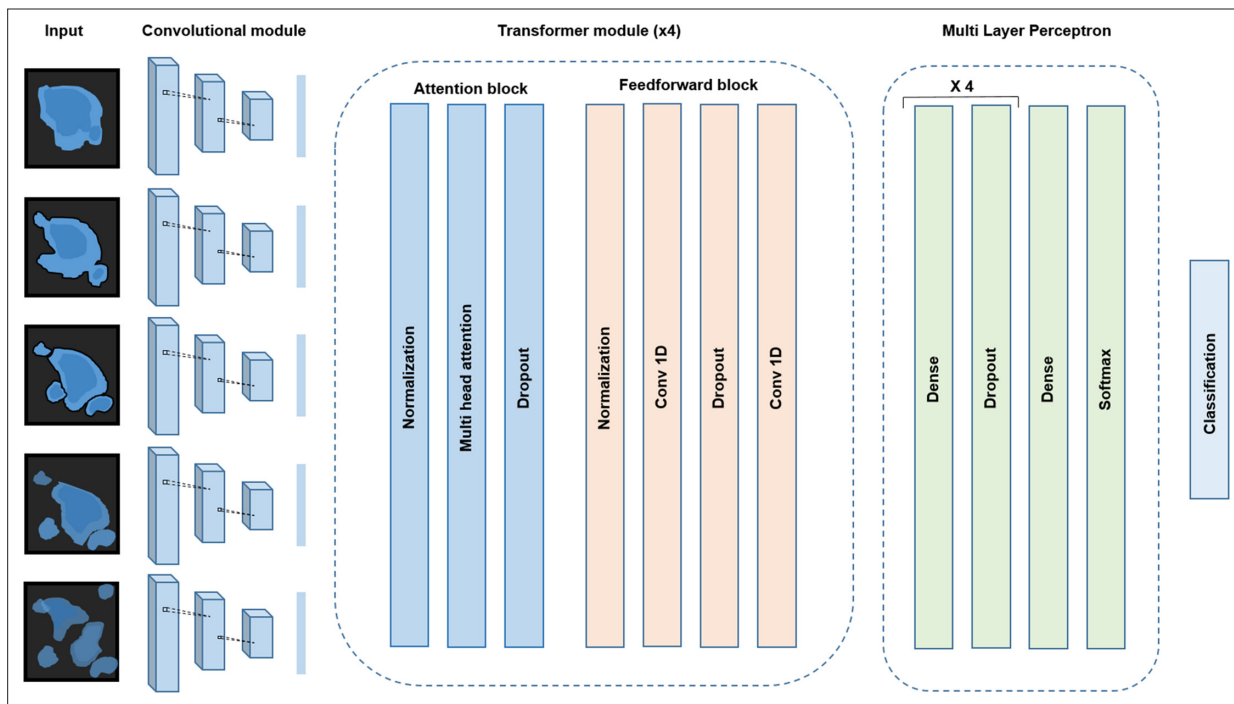 Input
Convolutional module
Transformer module (x4)
Multi Layer Perceptron
Attention block
Feedforward block
X 4
Normalization
Multi head attention
Dropout
Normalization
Conv 1D
Dropout
Conv 1D
Dense
Dropout
Dense
Softmax
Classification